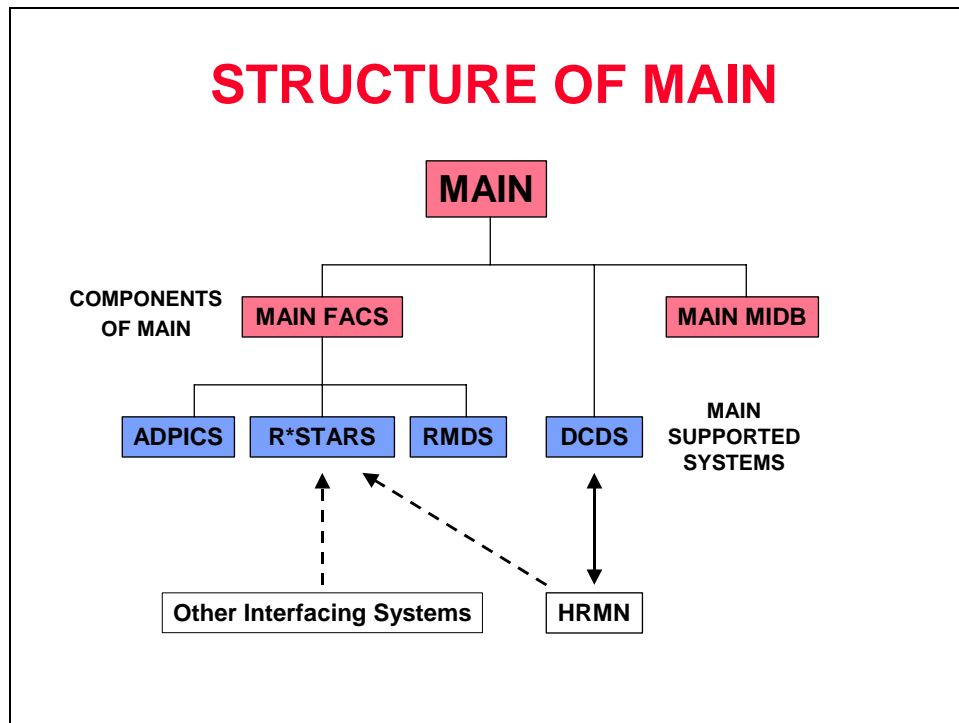 STRUCTURE OF MAIN
MAIN
COMPONENTS
OF MAIN
MAIN FACS
MAIN MIDB
ADPICS
R*STARS
RMDS
DCDS
MAIN
SUPPORTED
SYSTEMS
Other Interfacing Systems
HRMN